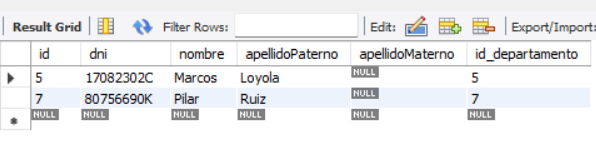 Result Grid Filter Rows: Edit: Export/Import:
id dni nombre apellidoPaterno apellidoMaterno id_departamento
5 17082302C Marcos Loyola NULL 5
7 80756690K Pilar Ruiz NULL 7
NULL NULL NULL NULL NULL NULL